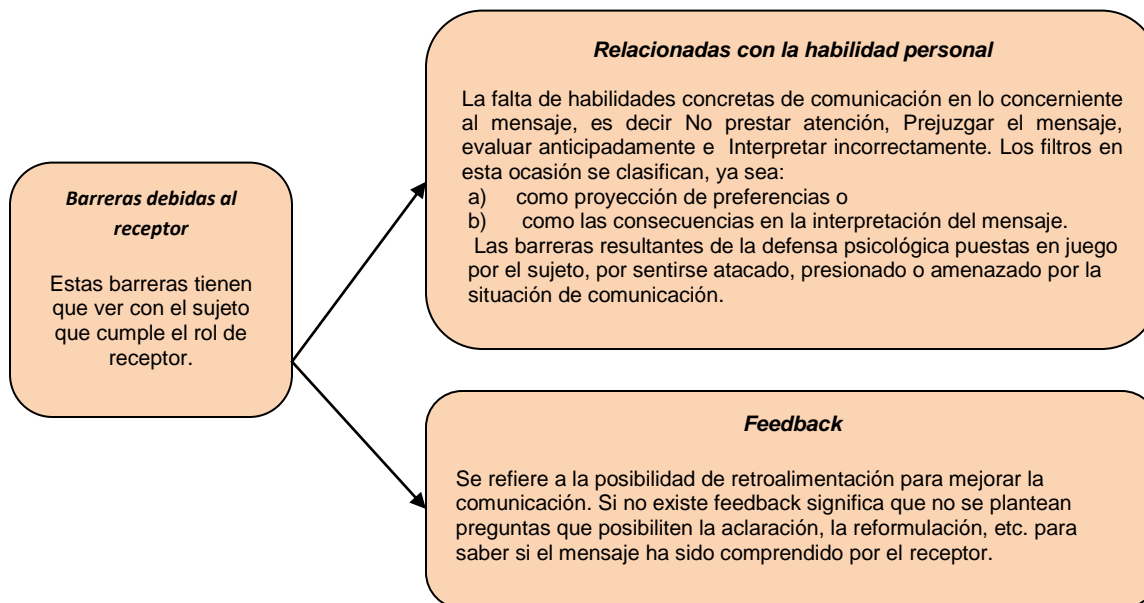 Barreras debidas al
receptor
Estas barreras tienen
que ver con el sujeto
que cumple el rol de
receptor.
Relacionadas con la habilidad personal
La falta de habilidades concretas de comunicación en lo concerniente
al mensaje, es decir No prestar atención, Prejuzgar el mensaje,
evaluar anticipadamente e Interpretar incorrectamente. Los filtros en
esta ocasión se clasifican, ya sea:
a) como proyección de preferencias o
b) como las consecuencias en la interpretación del mensaje.
Las barreras resultantes de la defensa psicológica puestas en juego
por el sujeto, por sentirse atacado, presionado o amenazado por la
situación de comunicación.
Feedback
Se refiere a la posibilidad de retroalimentación para mejorar la
comunicación. Si no existe feedback significa que no se plantean
preguntas que posibiliten la aclaración, la reformulación, etc. para
saber si el mensaje ha sido comprendido por el receptor.